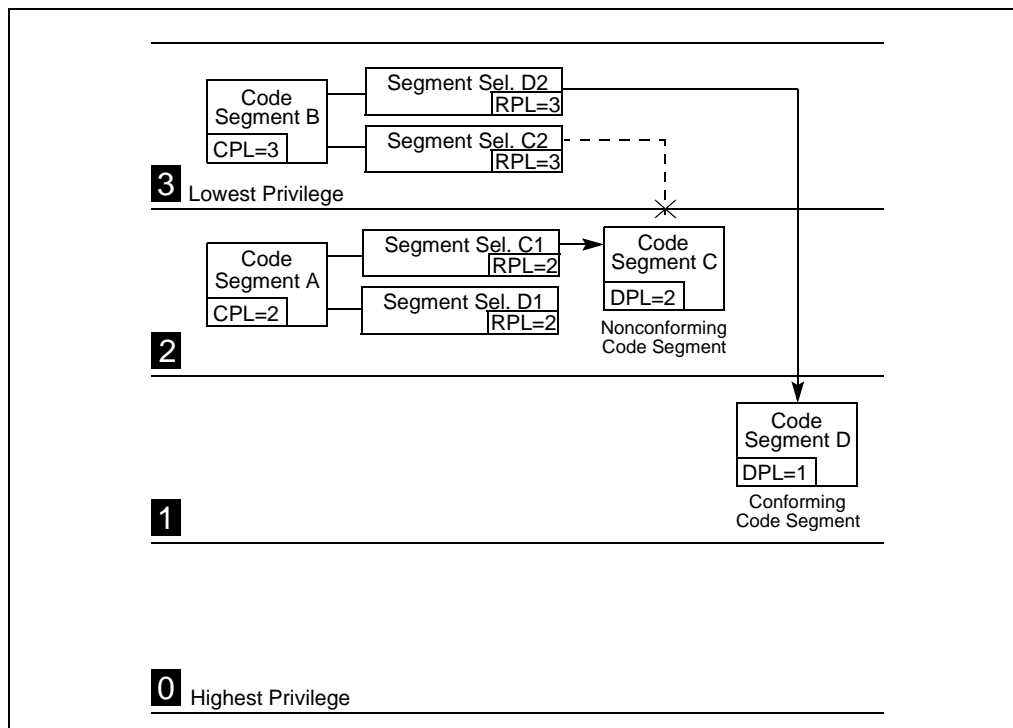 Code
Segment B
CPL=3
Segment Sel. D2
RPL=3
Segment Sel. C2
RPL=3
3 Lowest Privilege
Code
Segment A
CPL=2
Segment Sel. C1
RPL=2
Segment Sel. D1
RPL=2
Code
Segment C
DPL=2
Nonconforming
Code Segment
2
Code
Segment D
DPL=1
Conforming
Code Segment
1
0 Highest Privilege